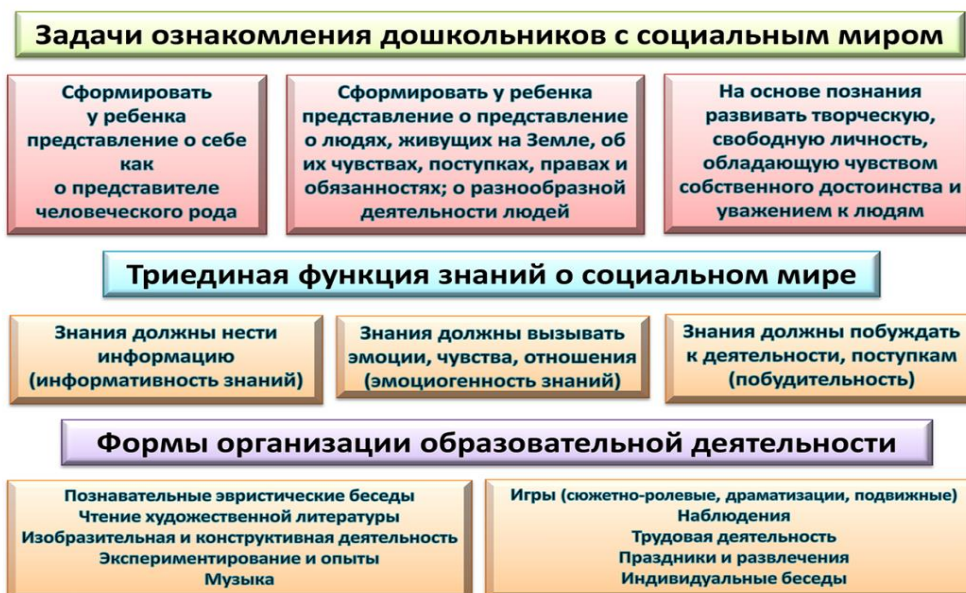 Задачи ознакомления дошкольников с социальным миром
Сформировать
у ребенка
представление о себе
как
о представителе
человеческого рода
Сформировать у ребенка
представление о представление
о людях, живущих на Земле, об
их чувствах, поступках, правах и
обязанностях; о разнообразной
деятельности людей
На основе познания
развивать творческую,
свободную личность,
обладающую чувством
собственного достоинства и
уважением к людям
Триединая функция знаний о социальном мире
Знания должны нести
информацию
(информативность знаний)
Знания должны вызывать
эмоции, чувства, отношения
(эмоциогенность знаний)
Знания должны побуждать
к деятельности, поступкам
(побудительность)
Формы организации образовательной деятельности
Познавательные эвристические беседы
Чтение художественной литературы
Изобразительная и конструктивная деятельность
Экспериментирование и опыты
Музыка
Игры (сюжетно-ролевые, драматизации, подвижные)
Наблюдения
Трудовая деятельность
Праздники и развлечения
Индивидуальные беседы